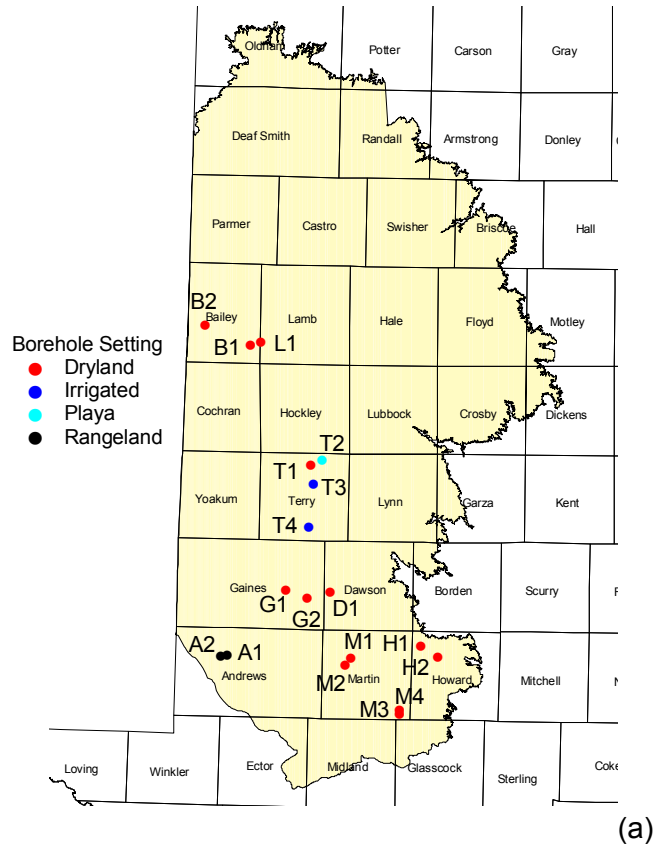 Oldham Potter Carson Gray
Deaf Smith Randall Armstrong Donley
Parmer Castro Swisher Briscoe Hall
B2 Bailey Lamb Hale Floyd Motley
B1 L1
Borehole Setting
Dryland
Irrigated
Playa
Rangeland
Cochran Hockley Lubbock Crosby Dickens
T2
T1
T3
Yoakum Terry Lynn Garza Kent
T4
Gaines Dawson Borden Scurry
G1
G2
D1
A2 A1 M1 H1
H2
Andrews M2 Martin Howard Mitchell
M4
M3
Loving Winkler Ector Midland Glasscock Sterling Coke
(a)